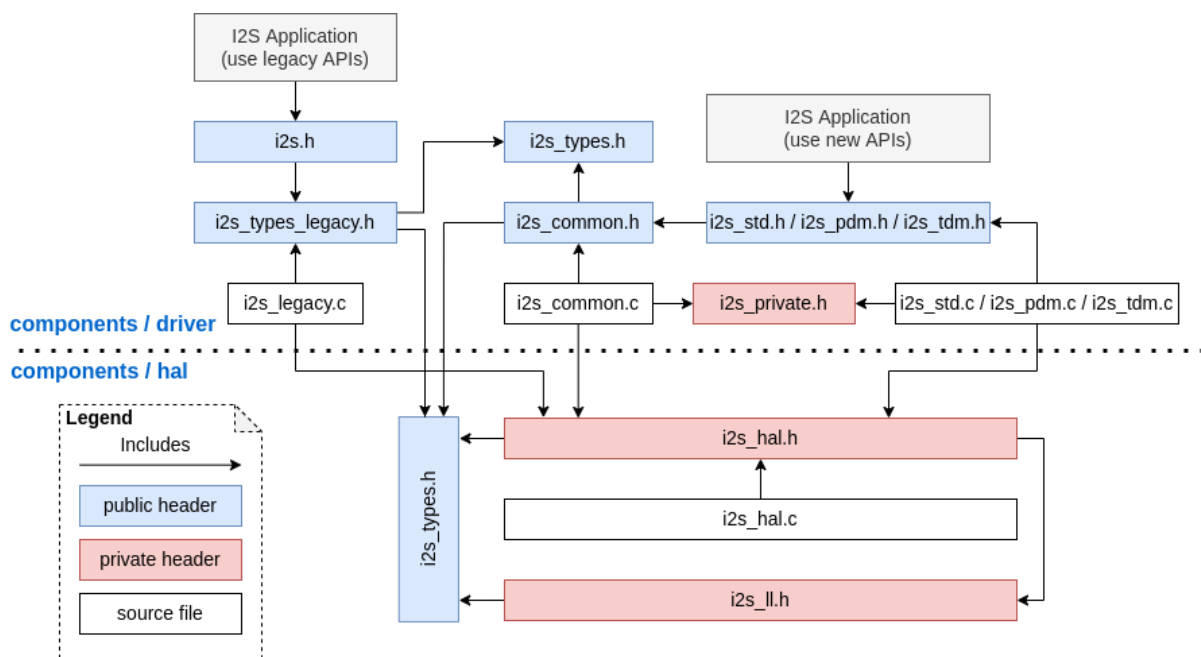 I2S Application
(use legacy APIs)
I2S Application
(use new APIs)
i2s.h
i2s_types.h
i2s_types_legacy.h
i2s_common.h
i2s_std.h / i2s_pdm.h / i2s_tdm.h
i2s_legacy.c
i2s_common.c
i2s_private.h
i2s_std.c / i2s_pdm.c / i2s_tdm.c
components / driver
components / hal
Legend
Includes
public header
private header
source file
i2s_types.h
i2s_hal.h
i2s_hal.c
i2s_ll.h